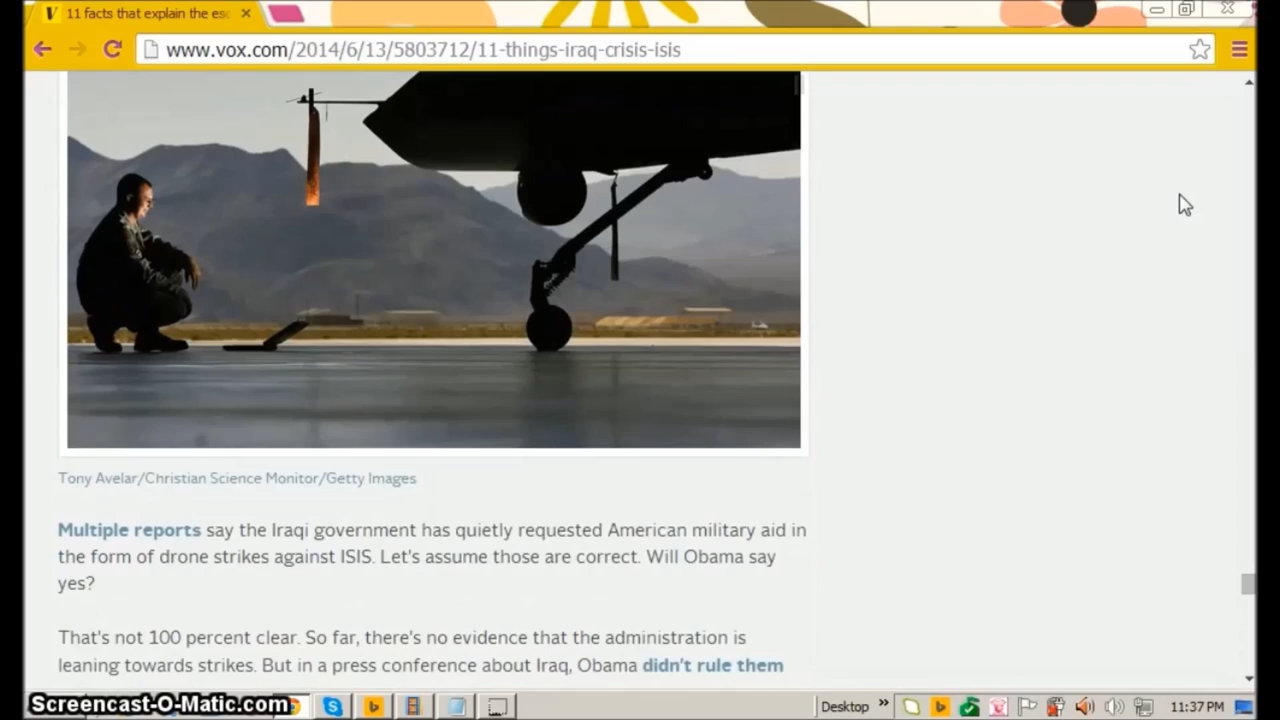 11 facts that explain the es
www.vox.com/2014/6/13/5803712/11-things-iraq-crisis-isis
Tony Avelar/Christian Science Monitor/Getty Images
Multiple reports say the Iraqi government has quietly requested American military aid in
the form of drone strikes against ISIS. Let's assume those are correct. Will Obama say
yes?
That's not 100 percent clear. So far, there's no evidence that the administration is
leaning towards strikes. But in a press conference about Iraq, Obama didn't rule them
Screencast-O-Matic.com
Desktop
11:37 PM